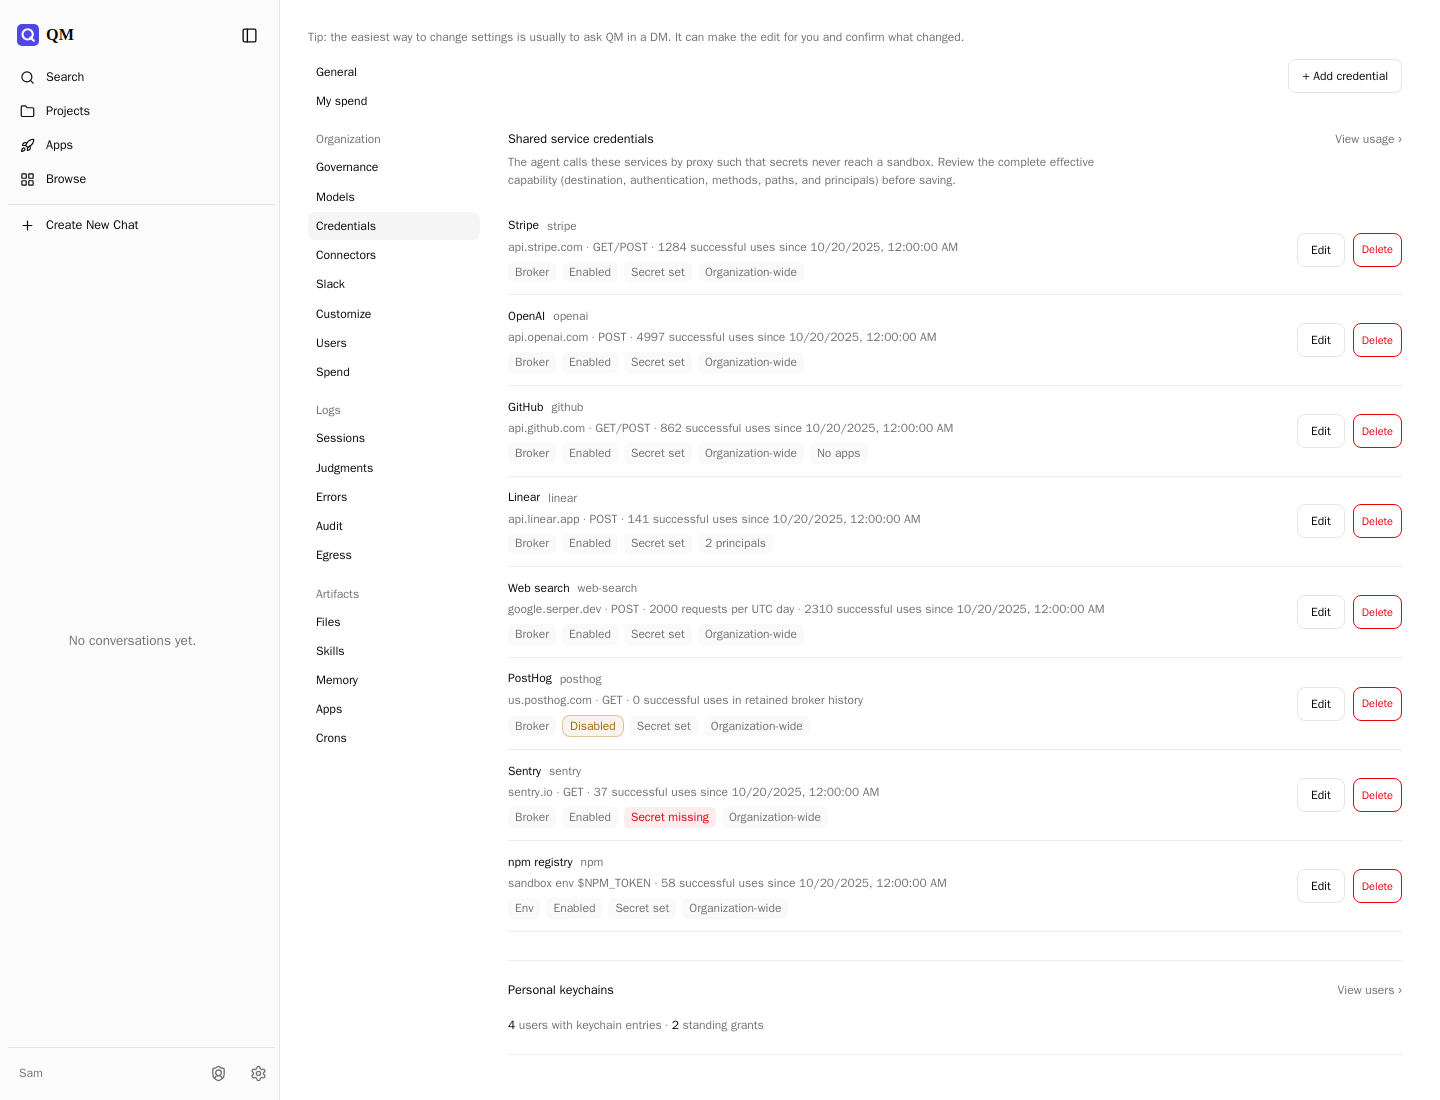 QM
Search
Projects
Apps
Browse
Create New Chat
No conversations yet.
Sam
Tip: the easiest way to change settings is usually to ask QM in a DM. It can make the edit for you and confirm what changed.
General
My spend
Organization
Governance
Models
Credentials
Connectors
Slack
Customize
Users
Spend
Logs
Sessions
Judgments
Errors
Audit
Egress
Artifacts
Files
Skills
Memory
Apps
Crons
+ Add credential
Shared service credentials
View usage ›
The agent calls these services by proxy such that secrets never reach a sandbox. Review the complete effective
capability (destination, authentication, methods, paths, and principals) before saving.
Stripe stripe
api.stripe.com · GET/POST · 1284 successful uses since 10/20/2025, 12:00:00 AM
Broker Enabled Secret set Organization-wide
Edit Delete
OpenAI openai
api.openai.com · POST · 4997 successful uses since 10/20/2025, 12:00:00 AM
Broker Enabled Secret set Organization-wide
Edit Delete
GitHub github
api.github.com · GET/POST · 862 successful uses since 10/20/2025, 12:00:00 AM
Broker Enabled Secret set Organization-wide No apps
Edit Delete
Linear linear
api.linear.app · POST · 141 successful uses since 10/20/2025, 12:00:00 AM
Broker Enabled Secret set 2 principals
Edit Delete
Web search web-search
google.serper.dev · POST · 2000 requests per UTC day · 2310 successful uses since 10/20/2025, 12:00:00 AM
Broker Enabled Secret set Organization-wide
Edit Delete
PostHog posthog
us.posthog.com · GET · 0 successful uses in retained broker history
Broker Disabled Secret set Organization-wide
Edit Delete
Sentry sentry
sentry.io · GET · 37 successful uses since 10/20/2025, 12:00:00 AM
Broker Enabled Secret missing Organization-wide
Edit Delete
npm registry npm
sandbox env $NPM_TOKEN · 58 successful uses since 10/20/2025, 12:00:00 AM
Env Enabled Secret set Organization-wide
Edit Delete
Personal keychains
View users ›
4 users with keychain entries · 2 standing grants